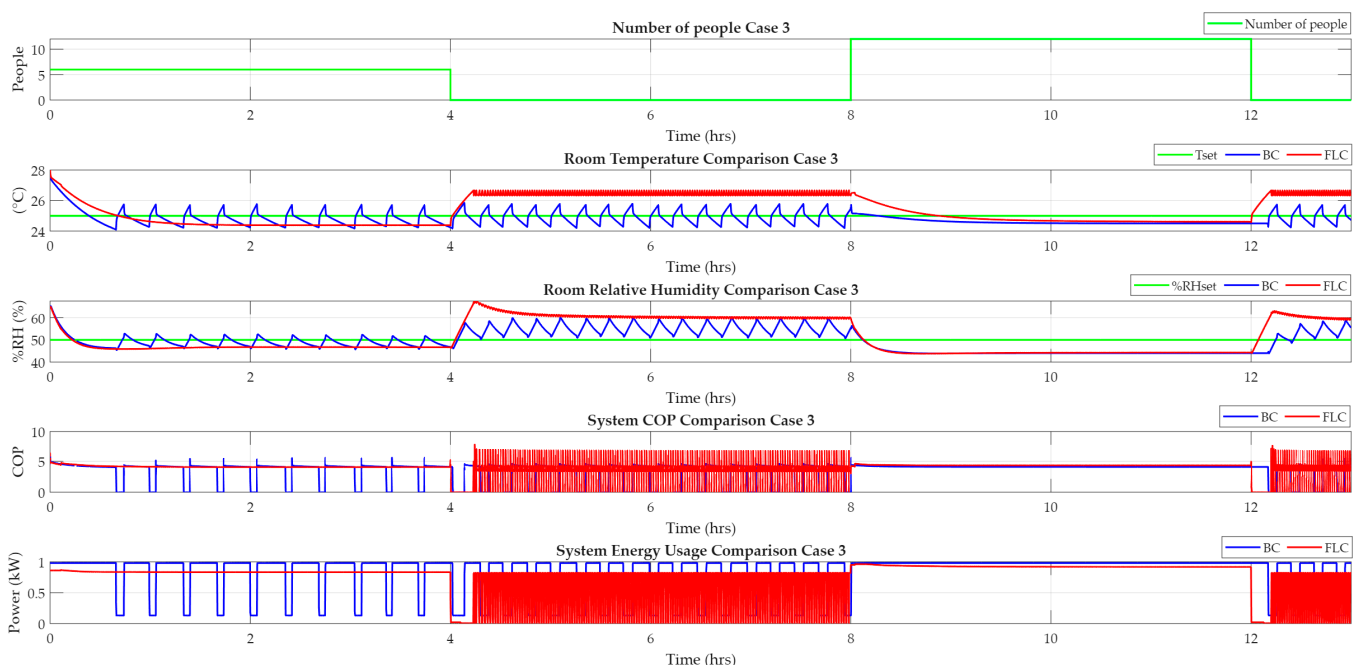 Number of people Case 3
Number of people
People
10
5
0
0 2 4 6 8 10 12
Time (hrs)
Room Temperature Comparison Case 3
Tset BC FLC
(°C)
28
26
24
0 2 4 6 8 10 12
Time (hrs)
Room Relative Humidity Comparison Case 3
%RHset BC FLC
%RH (%)
60
50
40
0 2 4 6 8 10 12
Time (hrs)
System COP Comparison Case 3
BC FLC
COP
10
5
0
0 2 4 6 8 10 12
Time (hrs)
System Energy Usage Comparison Case 3
BC FLC
Power (kW)
1
0.5
0
0 2 4 6 8 10 12
Time (hrs)